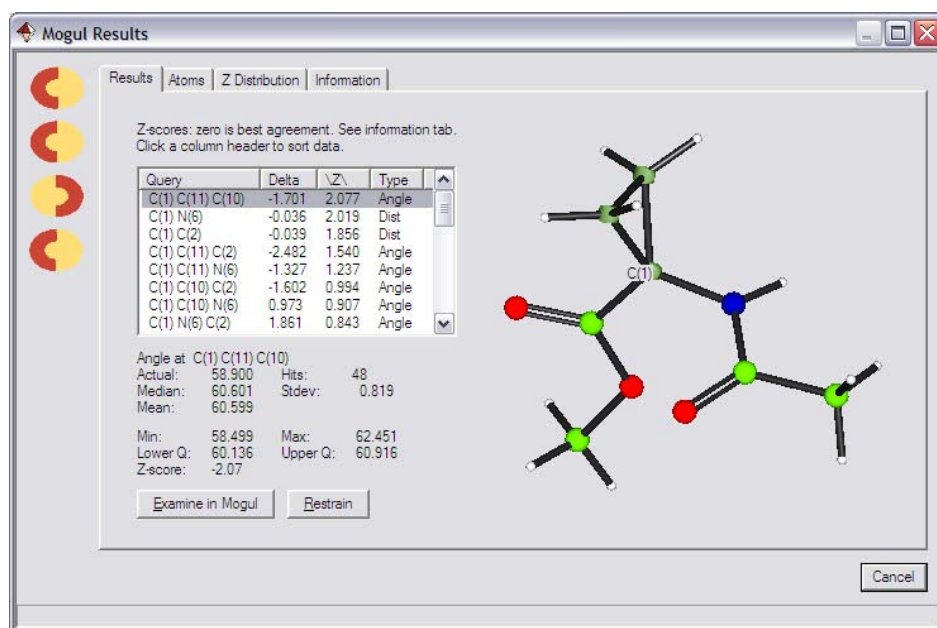 Mogul Results
Results Atoms Z Distribution Information
Z-scores: zero is best agreement. See information tab.
Click a column header to sort data.
Query Delta \Z\ Type
C(1) C(11) C(10) -1.701 2.077 Angle
C(1) N(6) -0.036 2.019 Dist
C(1) C(2) -0.039 1.856 Dist
C(1) C(11) C(2) -2.482 1.540 Angle
C(1) C(11) N(6) -1.327 1.237 Angle
C(1) C(10) C(2) -1.602 0.994 Angle
C(1) C(10) N(6) 0.973 0.907 Angle
C(1) N(6) C(2) 1.861 0.843 Angle
C(1)
Angle at C(1) C(11) C(10)
Actual: 58.900 Hits: 48
Median: 60.601 Stdev: 0.819
Mean: 60.599
Min: 58.499 Max: 62.451
Lower Q: 60.136 Upper Q: 60.916
Z-score: -2.07
Examine in Mogul Restrain
Cancel